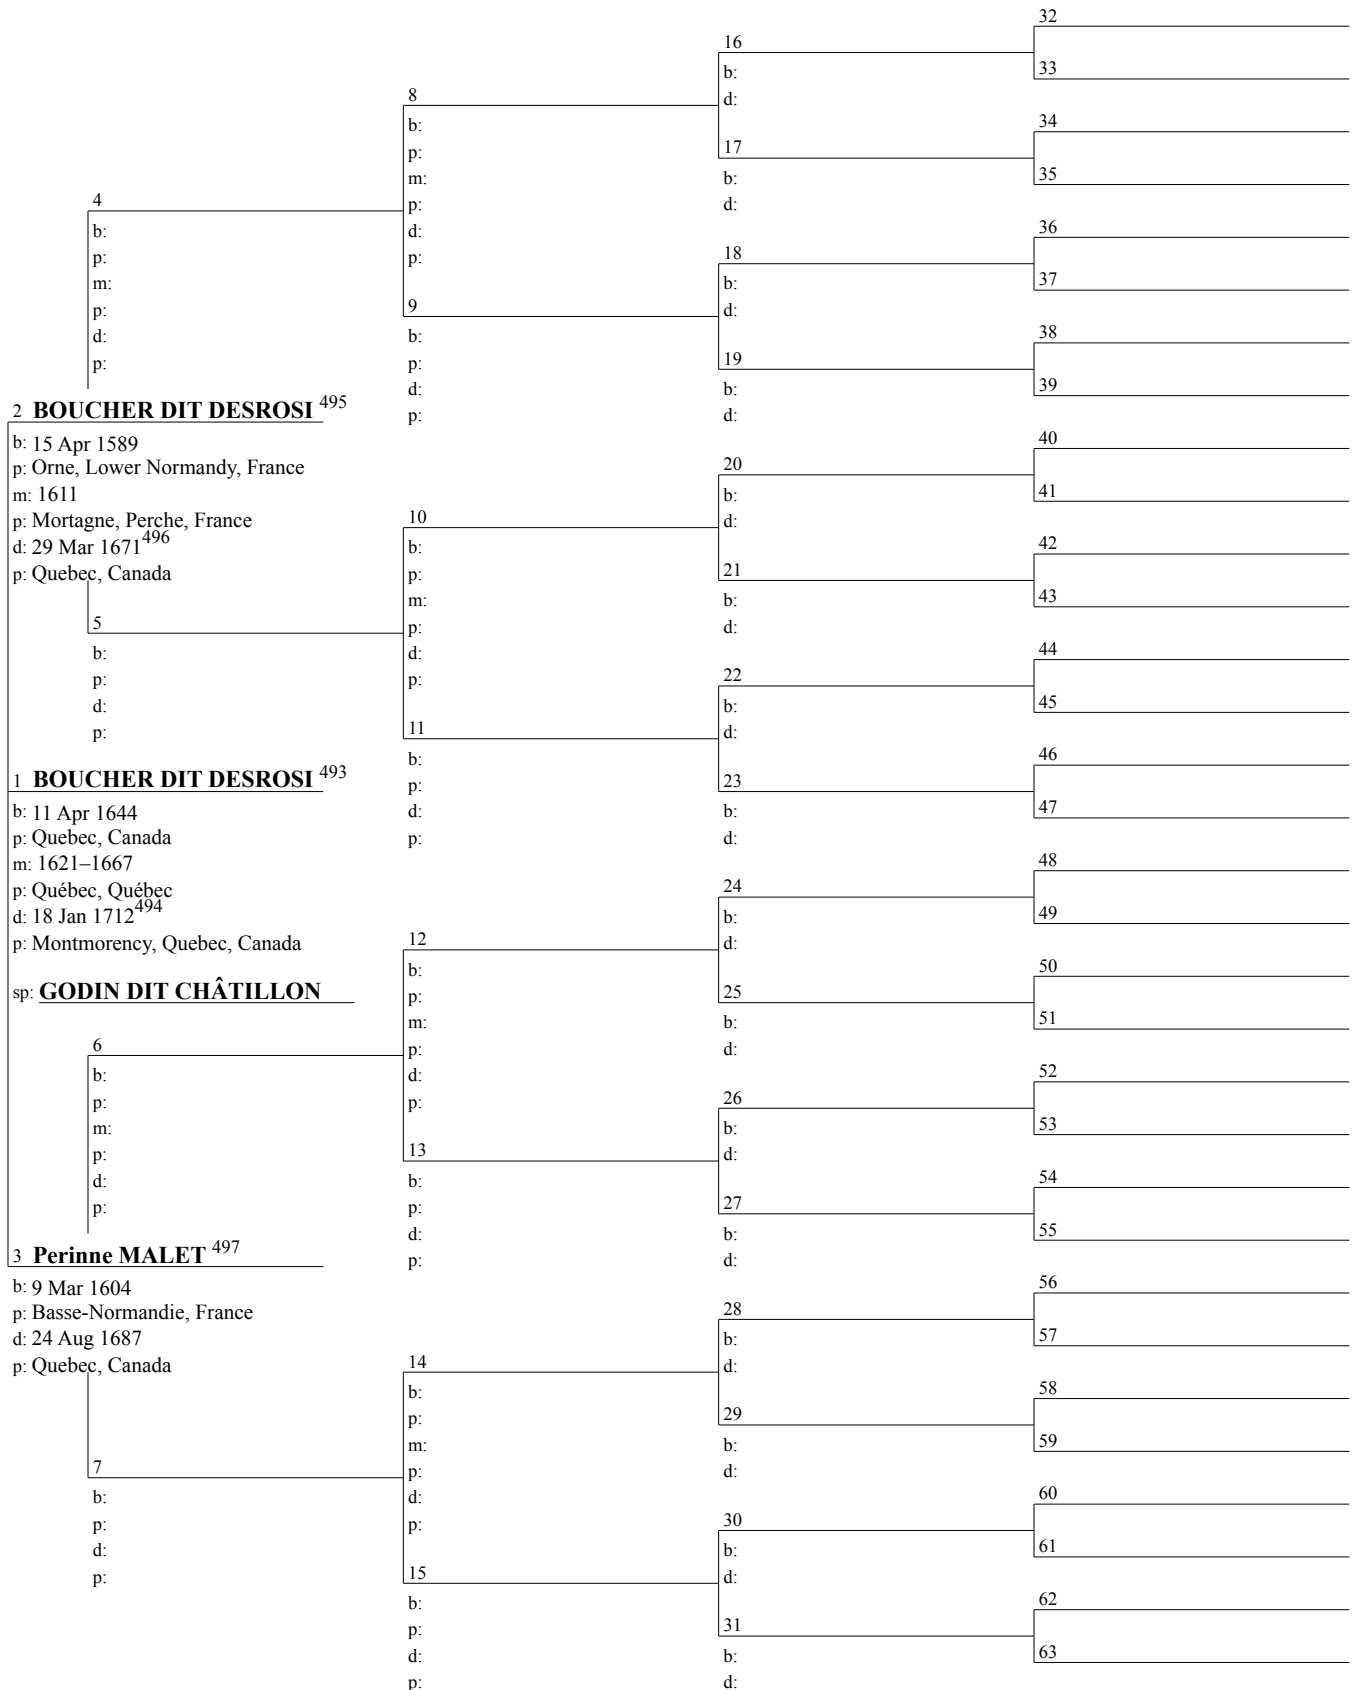 32
16
b:
33
8
d:
b:
34
p:
17
35
m:
b:
4
p:
d:
b:
d:
36
p:
p:
18
37
m:
b:
p:
9
d:
d:
b:
38
p:
p:
19
39
d:
b:
2 BOUCHER DIT DESROSI 495
p:
d:
b: 15 Apr 1589
40
p: Orne, Lower Normandy, France
20
m: 1611
b:
41
p: Mortagne, Perche, France
10
d:
d: 29 Mar 1671 496
b:
42
p: Quebec, Canada
p:
21
43
m:
b:
5
p:
d:
b:
d:
44
p:
p:
22
45
d:
b:
p:
11
d:
b:
46
1 BOUCHER DIT DESROSI 493
p:
23
47
b: 11 Apr 1644
d:
b:
p: Quebec, Canada
p:
d:
m: 1621–1667
48
p: Québec, Québec
24
49
d: 18 Jan 1712 494
b:
p: Montmorency, Quebec, Canada
12
d:
b:
50
sp: GODIN DIT CHÂTILLON
p:
25
51
m:
b:
6
p:
d:
b:
d:
52
p:
p:
26
53
m:
b:
p:
13
d:
d:
b:
54
p:
p:
27
55
d:
b:
3 Perinne MALET 497
p:
d:
b: 9 Mar 1604
56
p: Basse-Normandie, France
28
57
d: 24 Aug 1687
b:
p: Quebec, Canada
14
d:
b:
58
p:
29
59
m:
b:
7
p:
d:
b:
d:
60
p:
p:
30
61
d:
b:
p:
15
d:
b:
62
p:
31
63
d:
b:
p:
d: